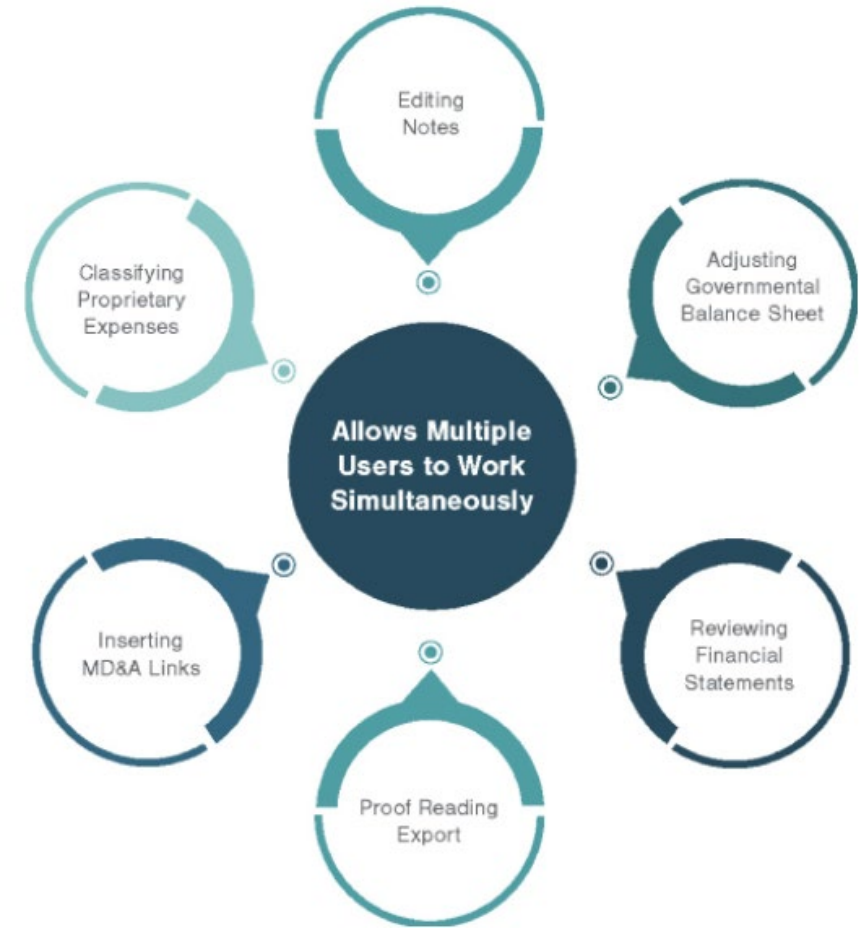 Editing
Notes
Adjusting
Governmental
Balance Sheet
Reviewing
Financial
Statements
Proof Reading
Export
Inserting
MD&A Links
Classifying
Proprietary
Expenses
Allows Multiple
Users to Work
Simultaneously